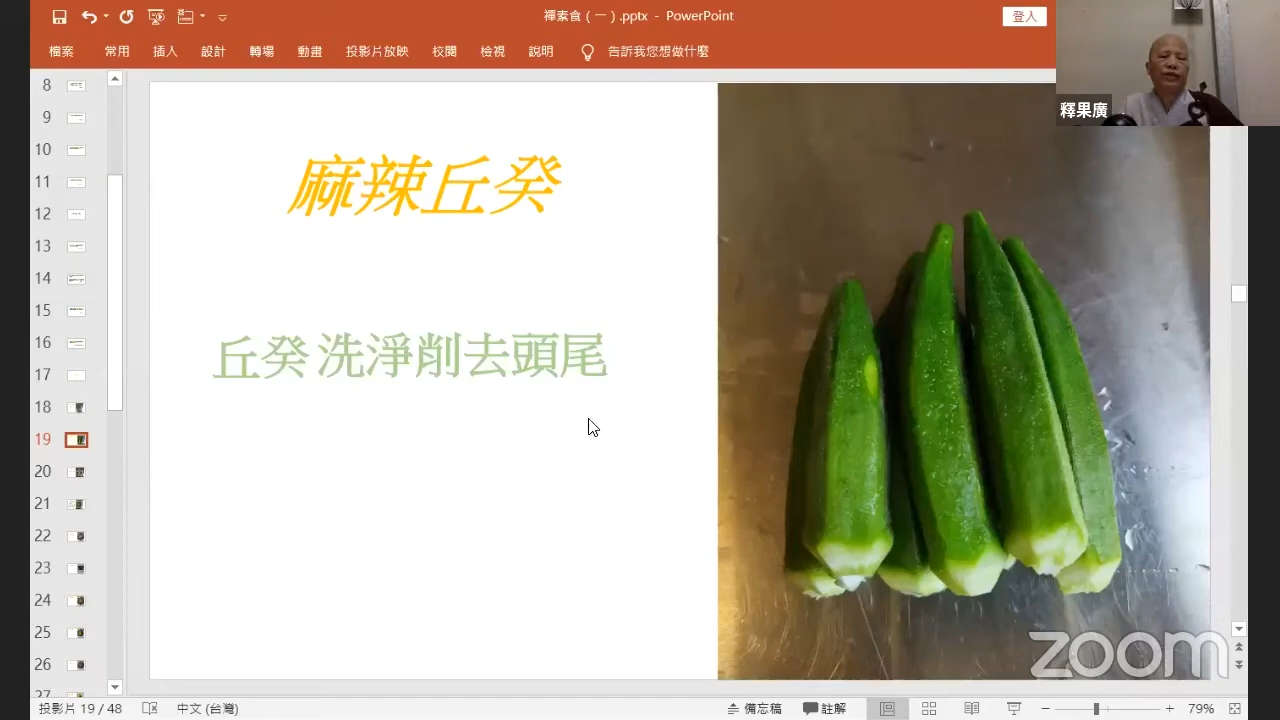 禪素食 ( 一 ) .pptx - PowerPoint
登入
檔案 常用 插入 設計 轉場 動畫 投影片放映 校閱 檢視 說明 告訴我您想做什麼
釋果廣
8
9
10
11
12
13
14
15
16
17
18
19
20
21
22
23
24
25
26
27
麻辣丘癸
丘癸 洗淨削去頭尾
zoom
投影片 19 / 48 中文 (台灣) 備忘稿 註解 79%